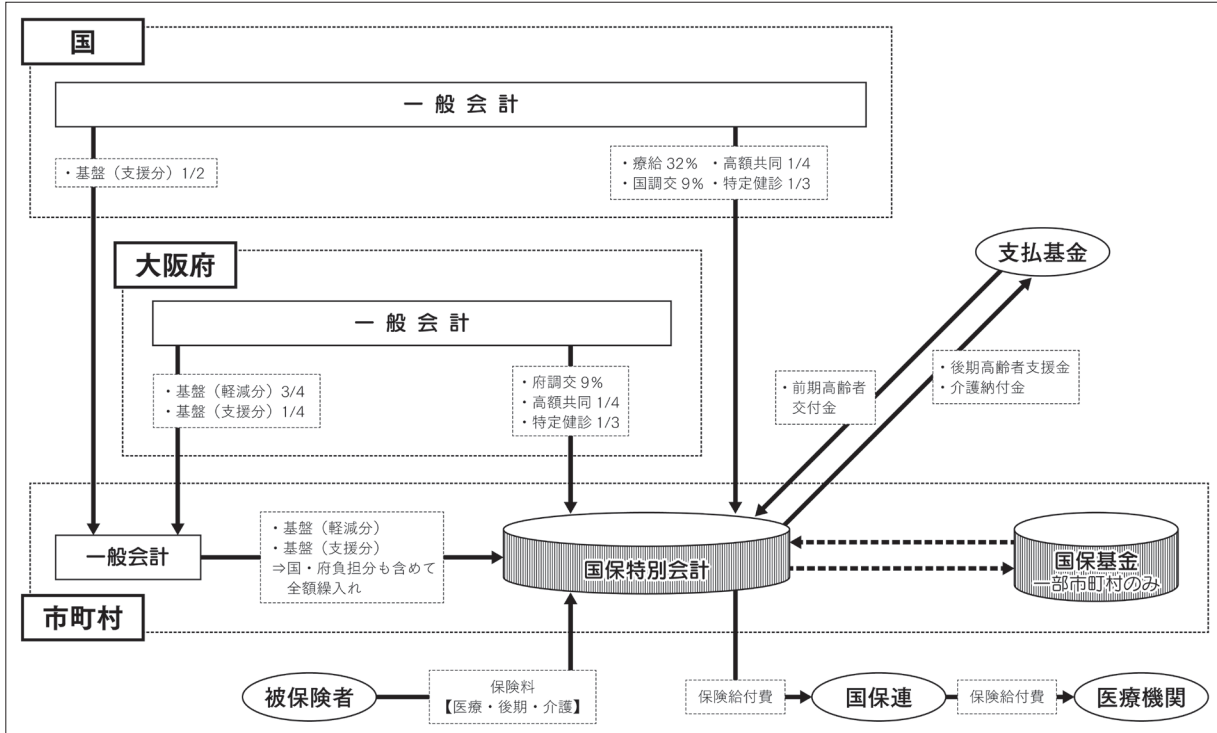 国
一般会計
・基盤（支援分）1/2
・療給 32% ・高額共同 1/4
・国調交 9% ・特定健診 1/3
大阪府
一般会計
・基盤（軽減分）3/4
・基盤（支援分）1/4
・府調交 9%
・高額共同 1/4
・特定健診 1/3
支払基金
・前期高齢者
交付金
・後期高齢者支援金
・介護納付金
一般会計
・基盤（軽減分）
・基盤（支援分）
⇒国・府負担分も含めて
全額繰入れ
国保特別会計
国保基金
一部市町村のみ
市町村
被保険者
保険料
【医療・後期・介護】
保険給付費
国保連
保険給付費
医療機関